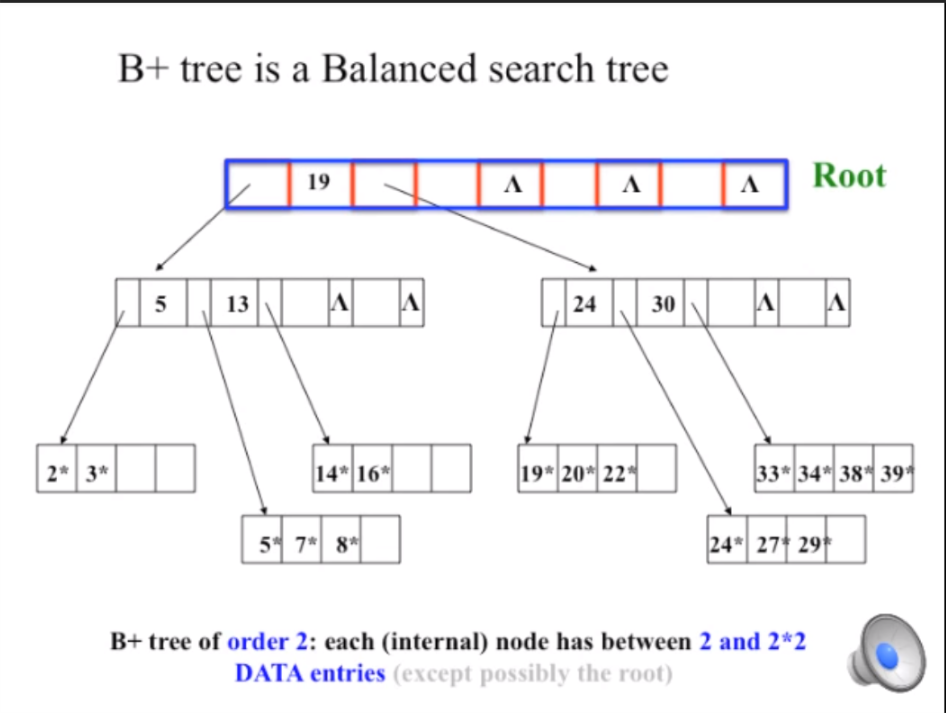 B+ tree is a Balanced search tree
19 Λ Λ Λ Root
5 13 Λ Λ 24 30 Λ Λ
2* 3* 14* 16* 19* 20* 22* 33* 34* 38* 39*
5* 7* 8* 24* 27* 29*
B+ tree of order 2: each (internal) node has between 2 and 2*2
DATA entries (except possibly the root)